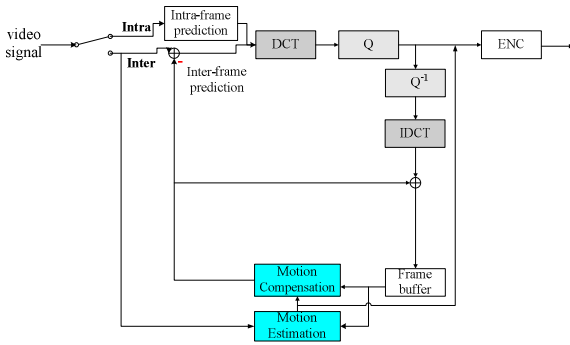 video
signal
Intra
Inter
Intra-frame
prediction
-
Inter-frame
prediction
DCT
Q
ENC
Q-1
IDCT
Motion
Compensation
Frame
buffer
Motion
Estimation